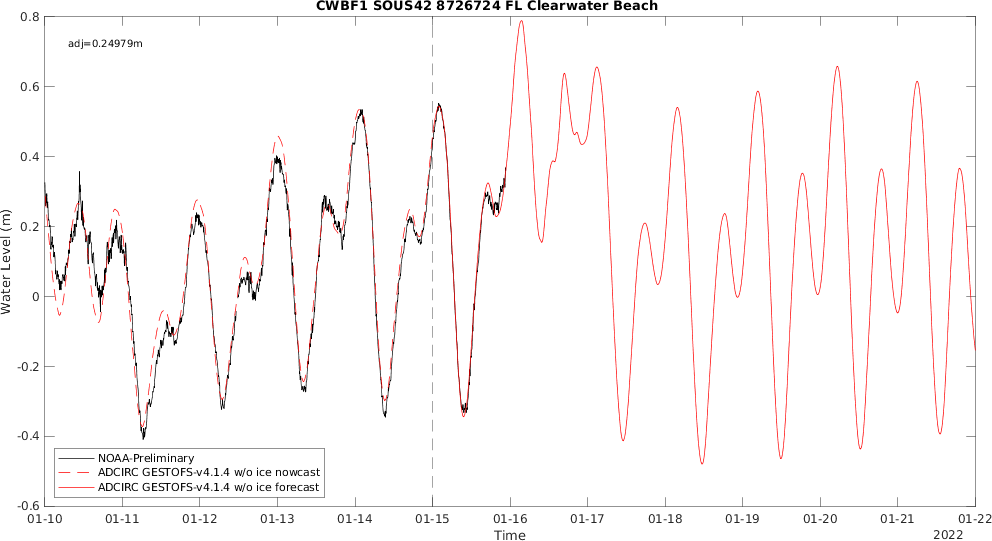 CWBF1 SOUS42 8726724 FL Clearwater Beach
adj=0.24979m
0.8
0.6
0.4
0.2
0
-0.2
-0.4
-0.6
Water Level (m)
NOAA-Preliminary
ADCIRC GESTOFS-v4.1.4 w/o ice nowcast
ADCIRC GESTOFS-v4.1.4 w/o ice forecast
01-10 01-11 01-12 01-13 01-14 01-15 01-16 01-17 01-18 01-19 01-20 01-21 01-22
Time
2022